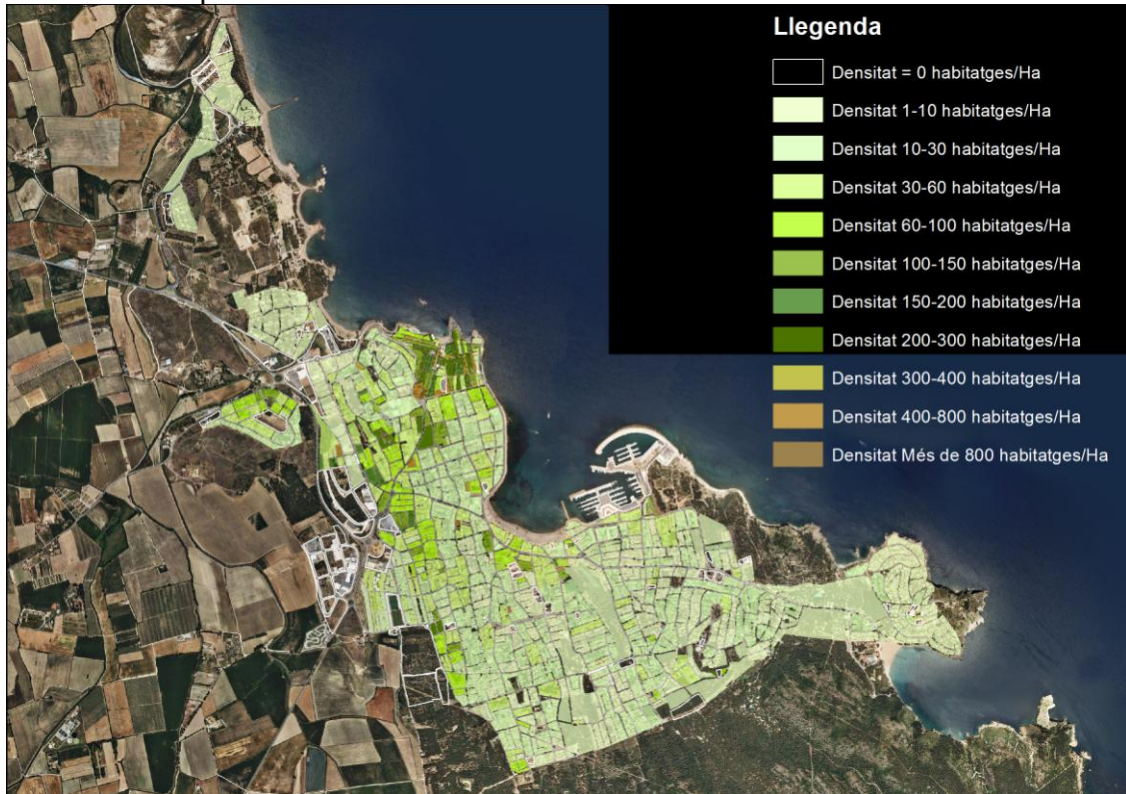 Llegenda
Densitat = 0 habitatges/Ha
Densitat 1-10 habitatges/Ha
Densitat 10-30 habitatges/Ha
Densitat 30-60 habitatges/Ha
Densitat 60-100 habitatges/Ha
Densitat 100-150 habitatges/Ha
Densitat 150-200 habitatges/Ha
Densitat 200-300 habitatges/Ha
Densitat 300-400 habitatges/Ha
Densitat 400-800 habitatges/Ha
Densitat Més de 800 habitatges/Ha